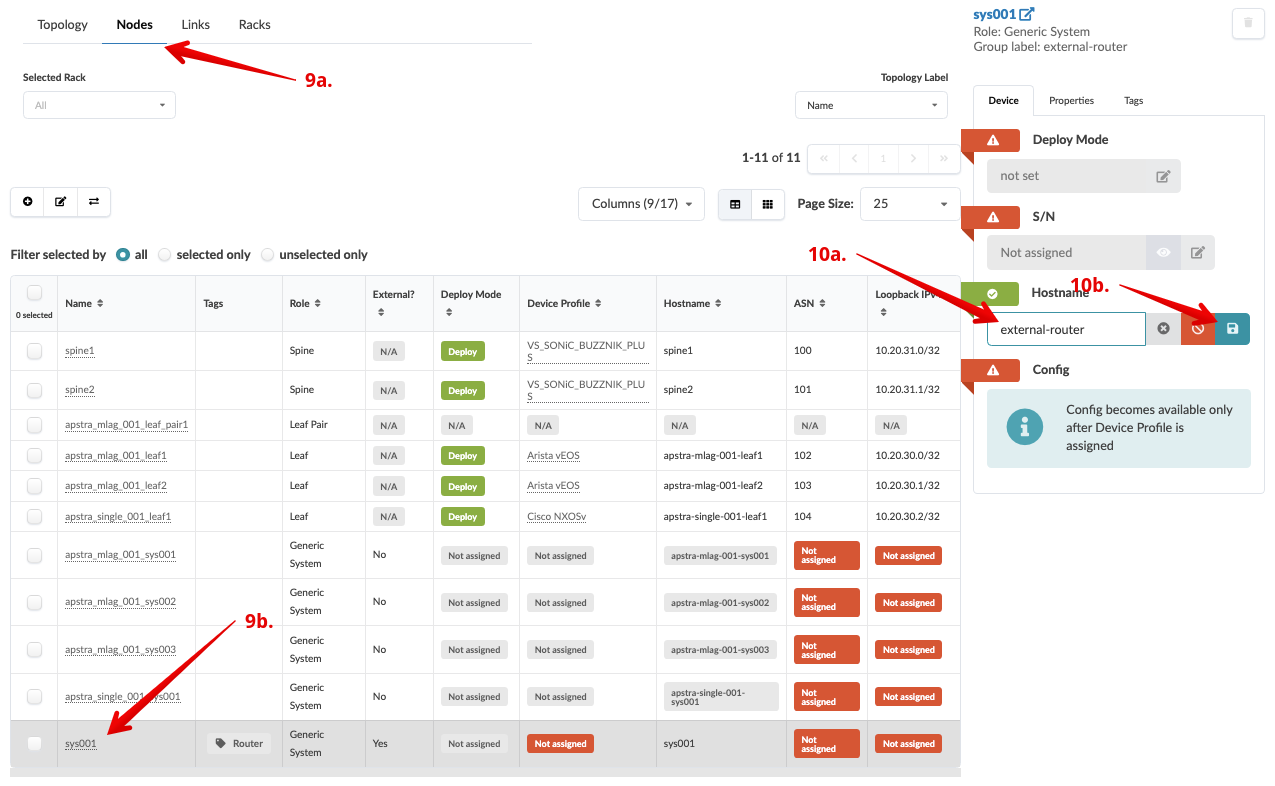 Topology Nodes Links Racks
9a.
Selected Rack
All
Topology Label
Name
1-11 of 11 « < 1 > »
Columns (9/17) Page Size: 25
Filter selected by all selected only unselected only
0 selected Name Tags Role External? Deploy Mode Device Profile Hostname ASN Loopback IPv
spine1 Spine N/A Deploy VS_SONiC_BUZZNIK_PLU
S spine1 100 10.20.31.0/32
spine2 Spine N/A Deploy VS_SONiC_BUZZNIK_PLU
S spine2 101 10.20.31.1/32
apstra_mlag_001_leaf_pair1 Leaf Pair N/A N/A N/A N/A N/A N/A
apstra_mlag_001_leaf1 Leaf N/A Deploy Arista vEOS apstra-mlag-001-leaf1 102 10.20.30.0/32
apstra_mlag_001_leaf2 Leaf N/A Deploy Arista vEOS apstra-mlag-001-leaf2 103 10.20.30.1/32
apstra_single_001_leaf1 Leaf N/A Deploy Cisco NXOSv apstra-single-001-leaf1 104 10.20.30.2/32
apstra_mlag_001_sys001 Generic
System No Not assigned Not assigned apstra-mlag-001-sys001 Not
assigned Not assigned
apstra_mlag_001_sys002 Generic
System No Not assigned Not assigned apstra-mlag-001-sys002 Not
assigned Not assigned
9b.
apstra_mlag_001_sys003 Generic
System No Not assigned Not assigned apstra-mlag-001-sys003 Not
assigned Not assigned
apstra_single_001_sys001 Generic
System No Not assigned Not assigned apstra-single-001-
sys001 Not
assigned Not assigned
sys001 Router Generic
System Yes Not assigned Not assigned sys001 Not
assigned Not assigned
sys001
Role: Generic System
Group label: external-router
Device Properties Tags
Deploy Mode
not set
S/N
Not assigned
10a.
Hostname
10b.
external-router
Config
Config becomes available only
after Device Profile is
assigned